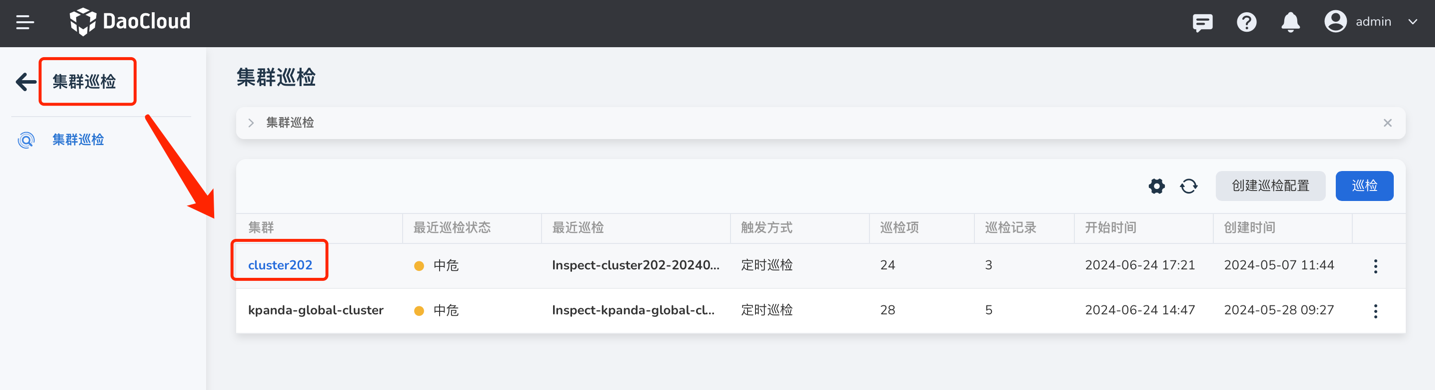 DaoCloud
admin
集群巡检
集群巡检
集群巡检
集群巡检
创建巡检配置 巡检
集群 最近巡检状态 最近巡检 触发方式 巡检项 巡检记录 开始时间 创建时间
cluster202 中危 Inspect-cluster202-20240... 定时巡检 24 3 2024-06-24 17:21 2024-05-07 11:44
kpanda-global-cluster 中危 Inspect-kpanda-global-cl... 定时巡检 28 5 2024-06-24 14:47 2024-05-28 09:27